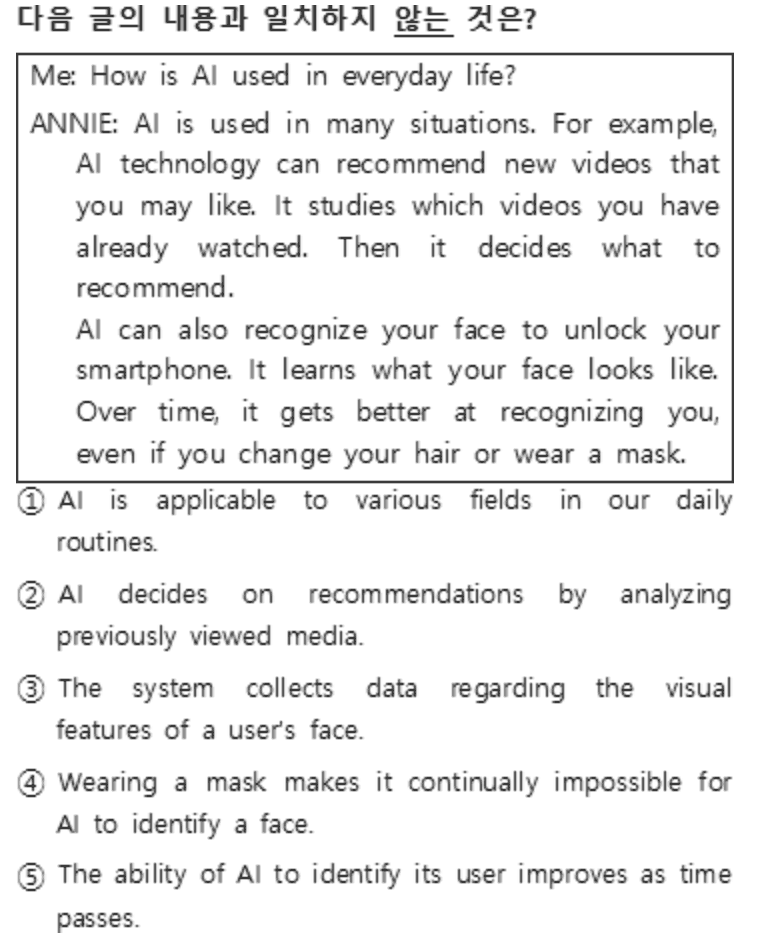 다음 글의 내용과 일치하지 않는 것은?
Me: How is AI used in everyday life?
ANNIE: AI is used in many situations. For example,
AI technology can recommend new videos that
you may like. It studies which videos you have
already watched. Then it decides what to
recommend.
AI can also recognize your face to unlock your
smartphone. It learns what your face looks like.
Over time, it gets better at recognizing you,
even if you change your hair or wear a mask.
① AI is applicable to various fields in our daily
routines.
② AI decides on recommendations by analyzing
previously viewed media.
③ The system collects data regarding the visual
features of a user's face.
④ Wearing a mask makes it continually impossible for
AI to identify a face.
⑤ The ability of AI to identify its user improves as time
passes.